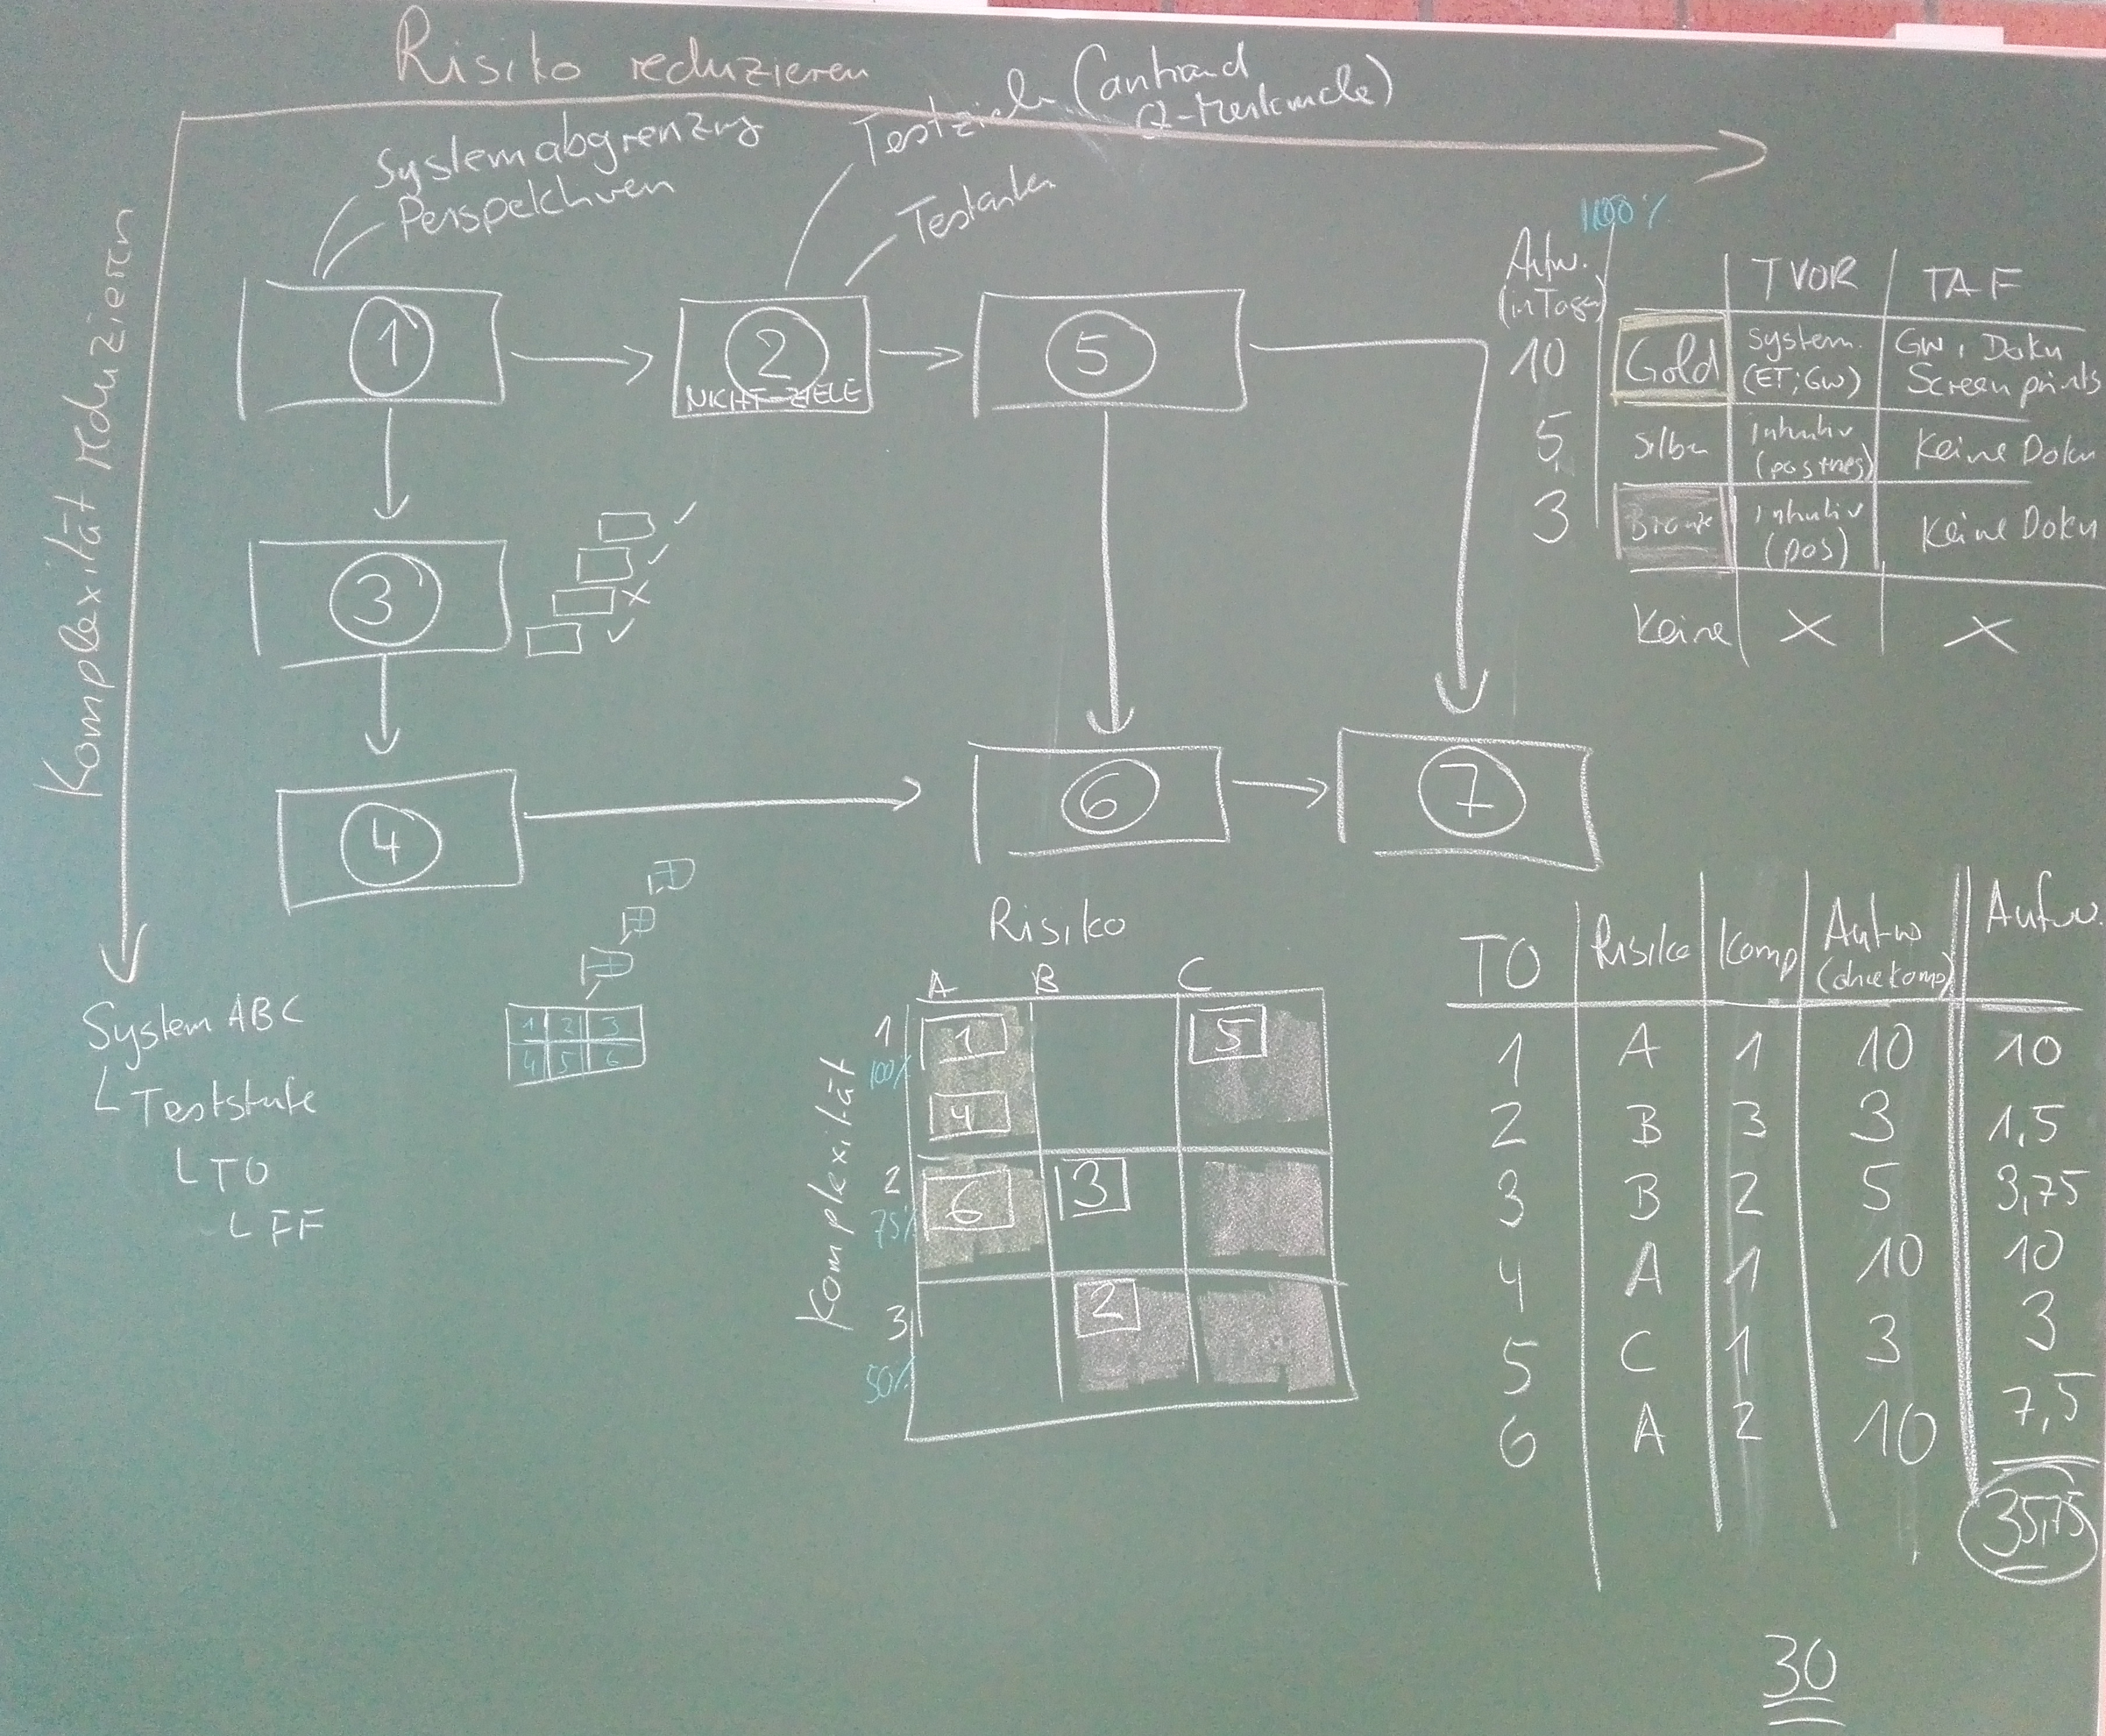 Risiko reduzieren
Komplexität reduzieren
Systemabgrenzung
Perspektiven
Testziele (anhand
Q-Merkmale)
Testarten
1
2
NICHT-ZIELE
5
3
4
6
7
100%
Aufw.
(in Tagen)
TVOR TAF
10 Gold system. (ET; GW) GW, Doku Screenprints
5 Silber intuitiv (pos+neg) Keine Doku
3 Bronze intuitiv (pos) Keine Doku
Keine X X
System ABC
Teststufe
TO
FF
1 2 3
4 5 6
Risiko
A B C
Komplexität
1 100% 1 4 5
2 75% 6 3
3 50% 2
TO Risiko Komp Aufw (ohne Komp) Aufw.
1 A 1 10 10
2 B 3 3 1,5
3 B 2 5 3,75
4 A 1 10 10
5 C 1 3 3
6 A 2 10 7,5
35,75
30